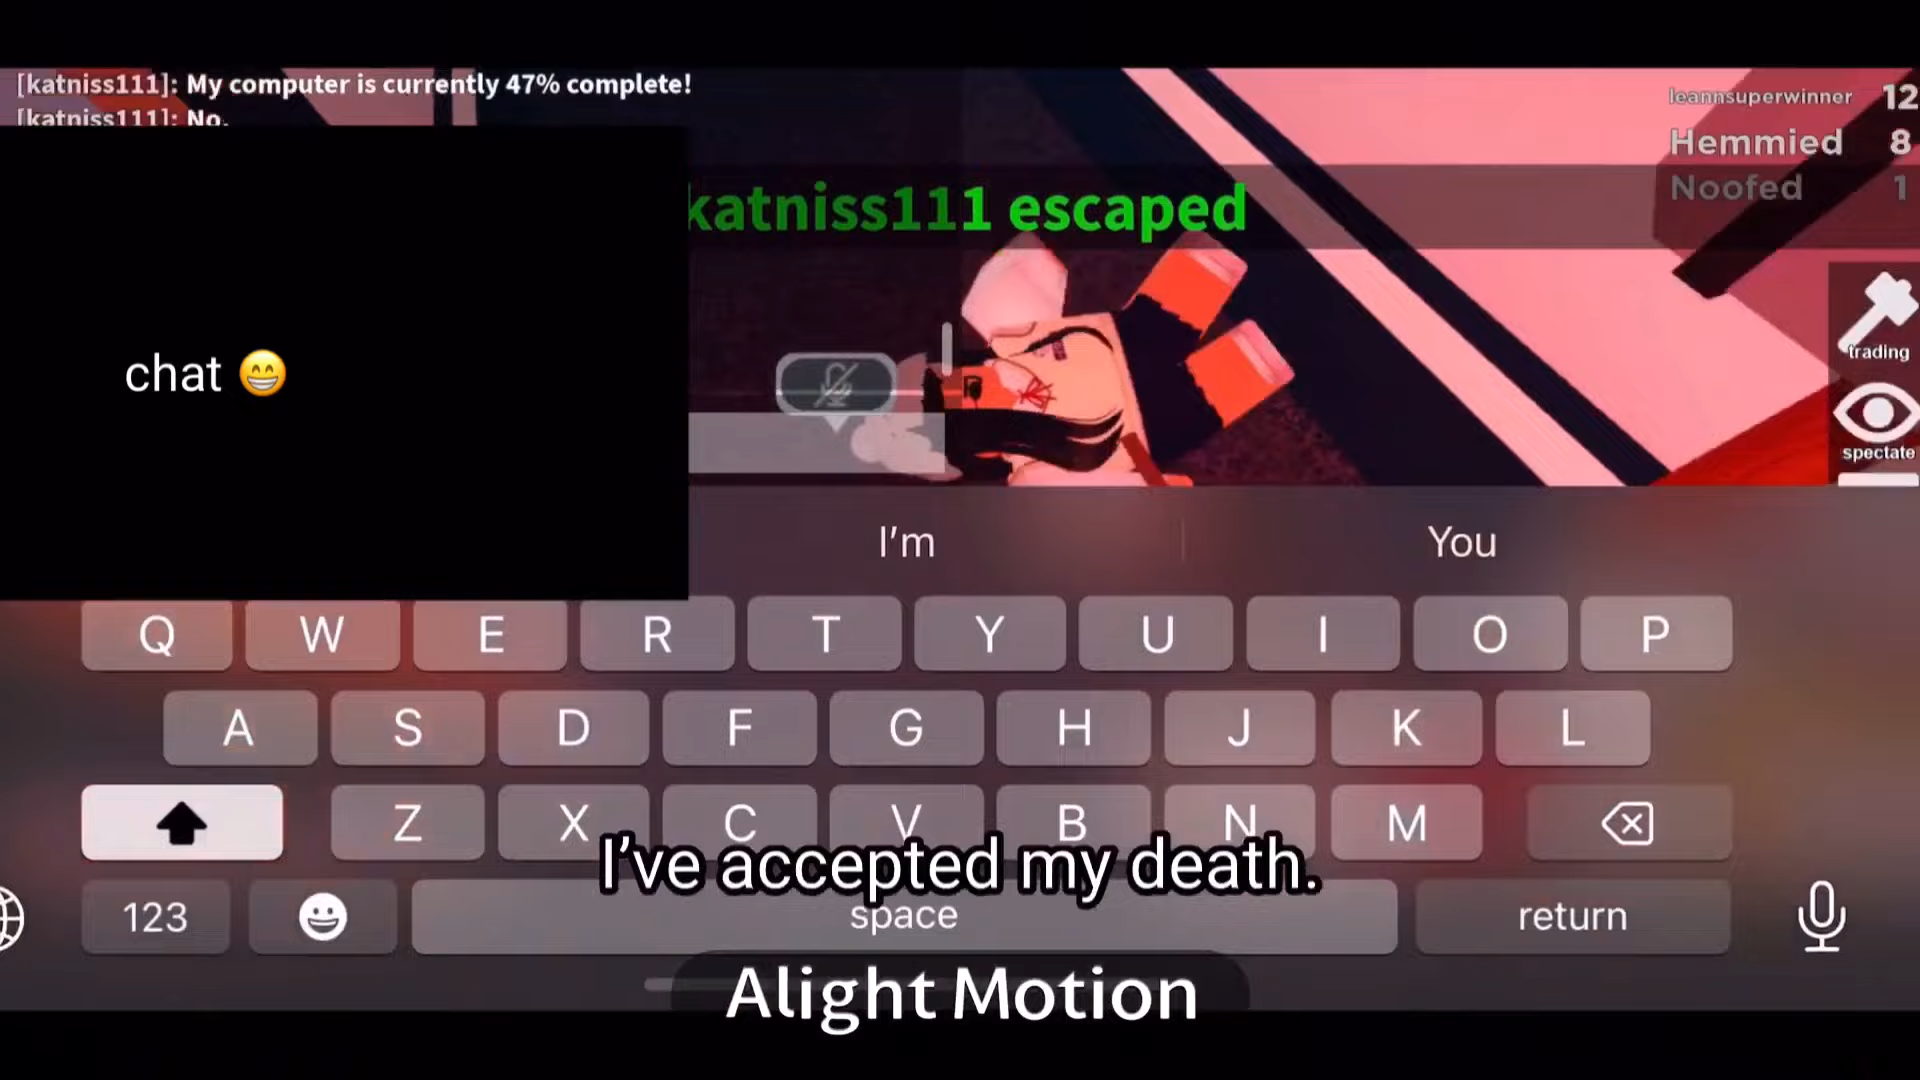 [katniss111]: My computer is currently 47% complete!
[katniss111]: No.
leannsuperwinner 12
Hemmied 8
Noofed 1
katniss111 escaped
trading
chat 😁
spectate
I'm You
Q W E R T Y U I O P
A S D F G H J K L
Z X C V B N M
I've accepted my death.
123 space return
Alight Motion